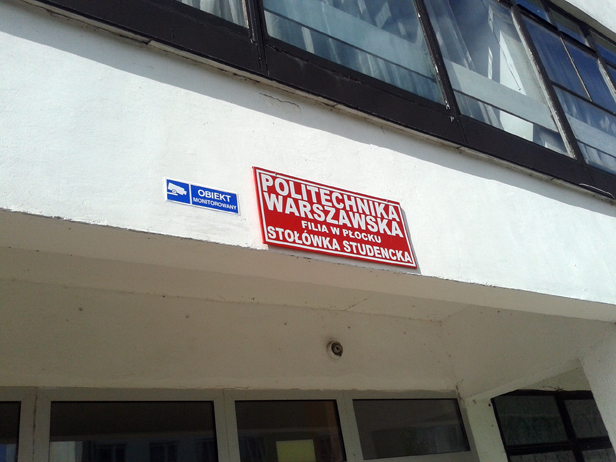 OBIEKT
MONITOROWANY
POLITECHNIKA
WARSZAWSKA
FILIA W PŁOCKU
STOŁÓWKA STUDENCKA